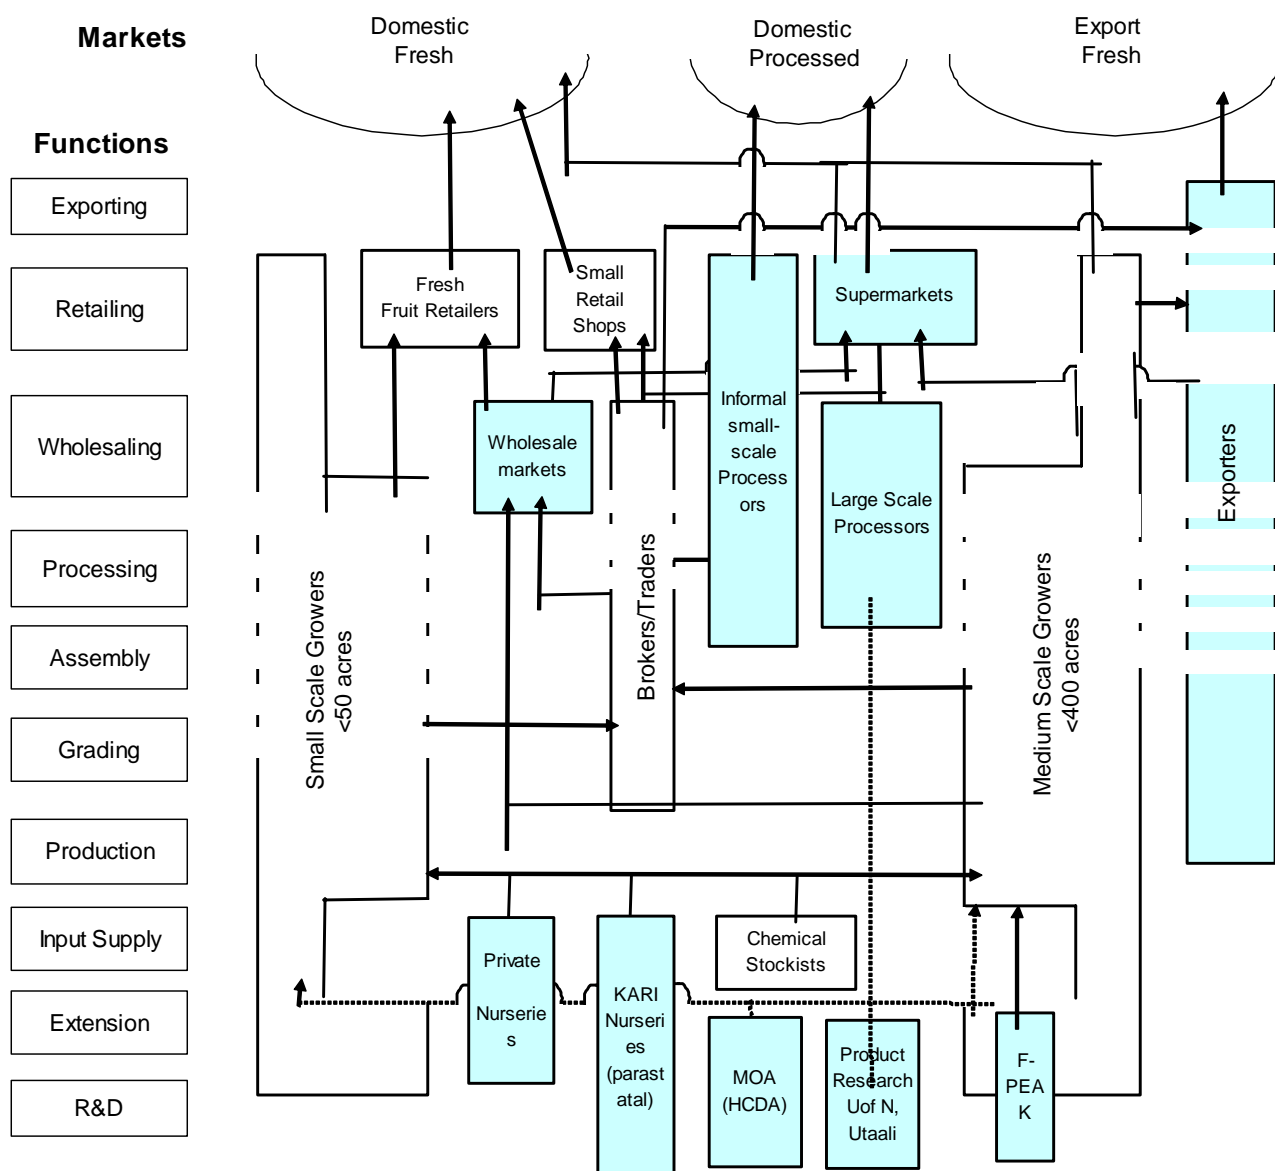 Markets
Domestic
Fresh
Domestic
Processed
Export
Fresh
Functions
Exporting
Retailing
Wholesaling
Processing
Assembly
Grading
Production
Input Supply
Extension
R&D
Fresh
Fruit Retailers
Small
Retail
Shops
Supermarkets
Wholesale
markets
Informal
small-
scale
Process
ors
Large Scale
Processors
Exporters
Small Scale Growers
<50 acres
Brokers/Traders
Medium Scale Growers
<400 acres
Private
Nurserie
s
KARI
Nurseri
es
(parast
atal)
Chemical
Stockists
MOA
(HCDA)
Product
Research
Uof N,
Utaali
F-
PEA
K